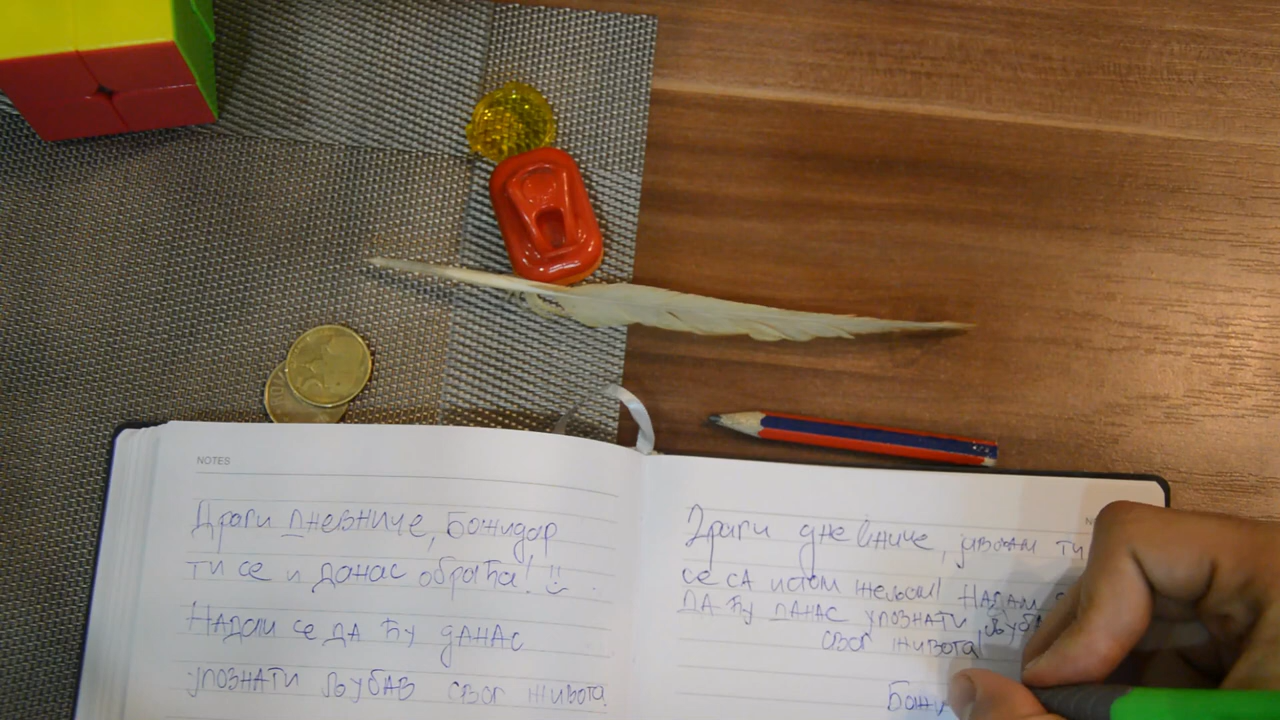 NOTES
Драги дневниче, Божидар
ти се и данас обраћа!
Надам се да ћу данас
упознати љубав свог живота.
Драги дневниче, јављам ти
се са истом жељом! Надам
да ћу данас упознати
свог живота!